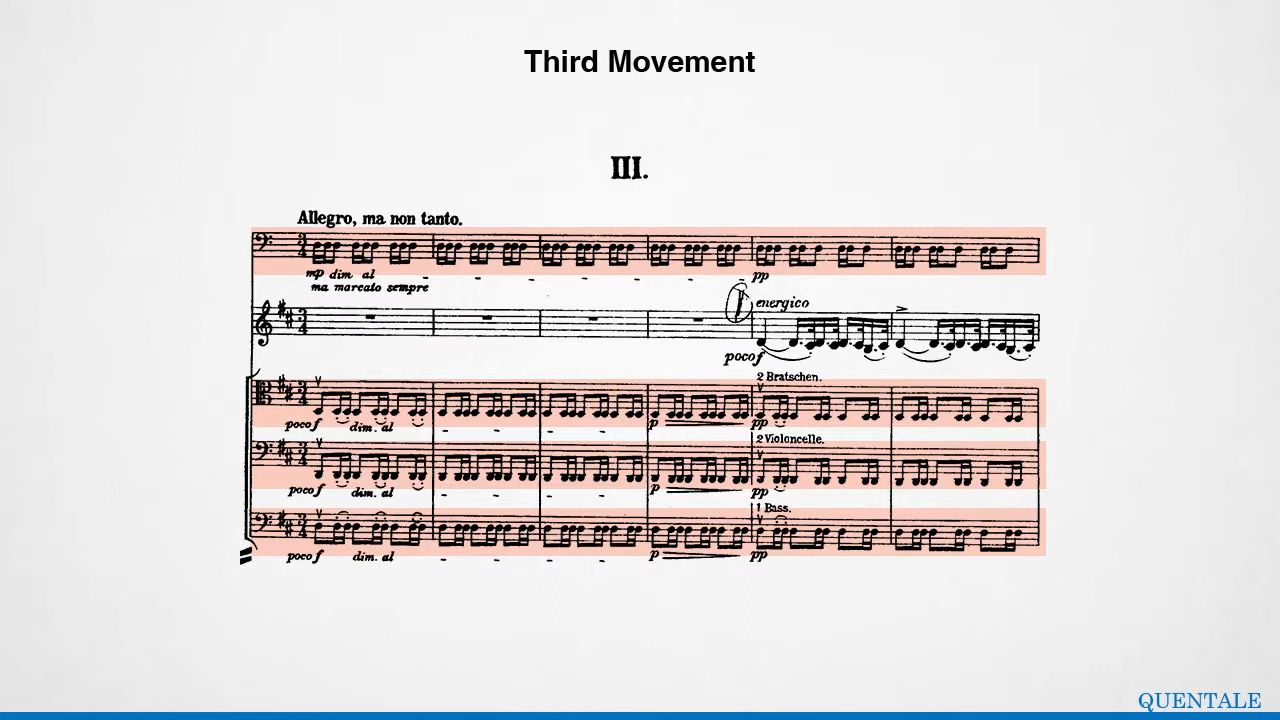 Third Movement
III.
Allegro, ma non tanto.
mp dim al - - - - pp
ma marcato sempre
energico
poco f
2 Bratschen.
poco f dim. al - - - p pp
2 Violoncelle.
poco f dim. al - - - p pp
1 Bass.
poco f dim. al - - - p pp
QUENTALE